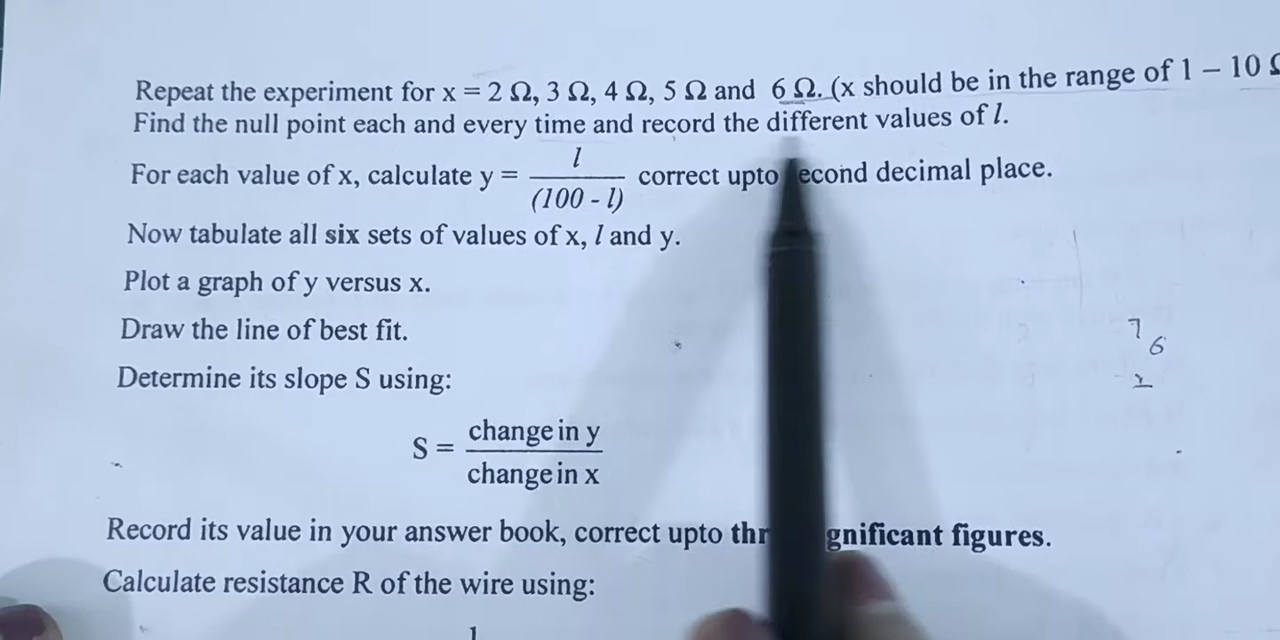 Repeat the experiment for x = 2 Ω, 3 Ω, 4 Ω, 5 Ω and 6 Ω. (x should be in the range of 1 – 10 Ω
Find the null point each and every time and record the different values of l.
For each value of x, calculate y = l / (100 - l) correct upto econd decimal place.
Now tabulate all six sets of values of x, l and y.
Plot a graph of y versus x.
Draw the line of best fit.
7
6
Determine its slope S using:
S = change in y / change in x
Record its value in your answer book, correct upto thr gnificant figures.
Calculate resistance R of the wire using:
1